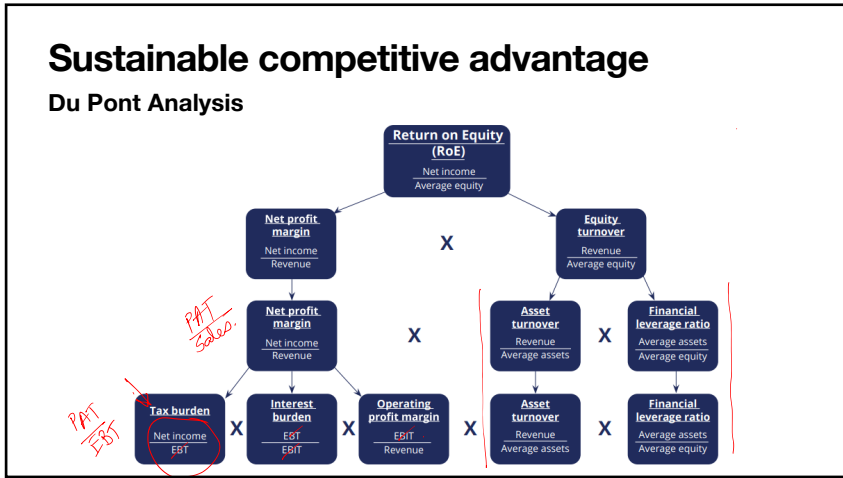 Sustainable competitive advantage
Du Pont Analysis
Return on Equity
(RoE)
Net income
Average equity
Net profit
margin
Net income
Revenue
X
Equity
turnover
Revenue
Average equity
PAT
Sales.
Net profit
margin
Net income
Revenue
X
Asset
turnover
Revenue
Average assets
X
Financial
leverage ratio
Average assets
Average equity
PAT
EBT
Tax burden
Net income
EBT
X
Interest
burden
EBT
EBIT
X
Operating
profit margin
EBIT
Revenue
X
Asset
turnover
Revenue
Average assets
X
Financial
leverage ratio
Average assets
Average equity